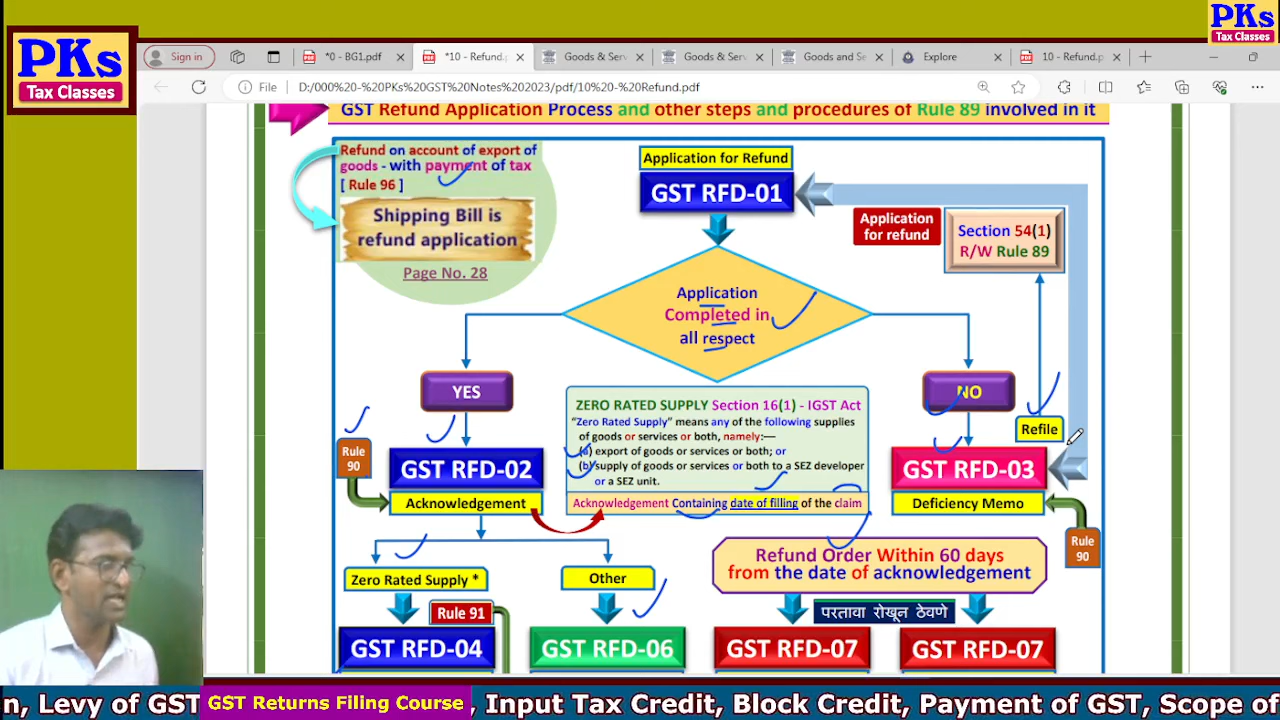 PKs
Tax Classes
PKs
Tax Classes
Sign in
*0 - BG1.pdf
*10 - Refund.p
Goods & Serv
Goods & Serv
Goods and Se
Explore
10 - Refund.p
File
D:/000%20-%20PKs%20GST%20Notes%202023/pdf/10%20-%20Refund.pdf
GST Refund Application Process and other steps and procedures of Rule 89 involved in it
Refund on account of export of
goods - with payment of tax
[ Rule 96 ]
Shipping Bill is
refund application
Page No. 28
Application for Refund
GST RFD-01
Application
for refund
Section 54(1)
R/W Rule 89
Application
Completed in
all respect
YES
NO
Refile
Rule
90
GST RFD-02
Acknowledgement
ZERO RATED SUPPLY Section 16(1) - IGST Act
“Zero Rated Supply” means any of the following supplies
of goods or services or both, namely:—
(a) export of goods or services or both; or
(b) supply of goods or services or both to a SEZ developer
or a SEZ unit.
Acknowledgement Containing date of filling of the claim
GST RFD-03
Deficiency Memo
Rule
90
Zero Rated Supply *
Other
Refund Order Within 60 days
from the date of acknowledgement
Rule 91
परतावा रोखून ठेवणे
GST RFD-04
GST RFD-06
GST RFD-07
GST RFD-07
n, Levy of GST
GST Returns Filing Course
, Input Tax Credit, Block Credit, Payment of GST, Scope of